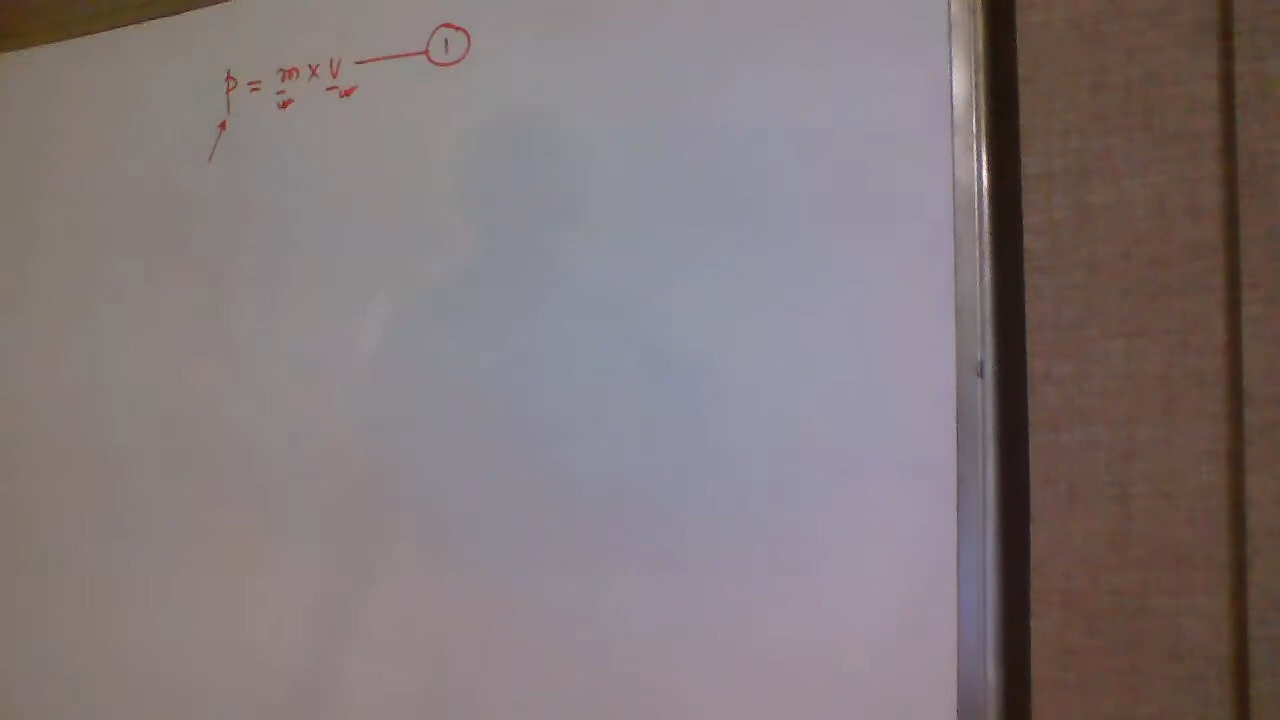 p = m × v — 1